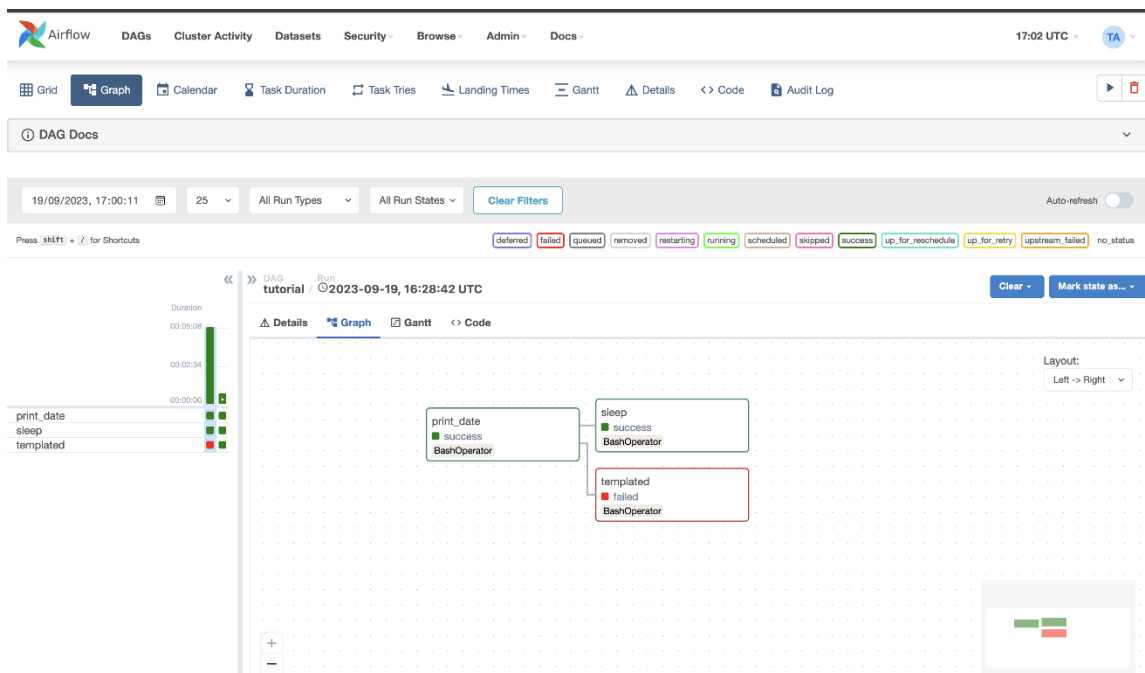 Airflow DAGs Cluster Activity Datasets Security Browse Admin Docs 17:02 UTC TA
Grid Graph Calendar Task Duration Task Tries Landing Times Gantt Details <> Code Audit Log
DAG Docs
19/09/2023, 17:00:11 25 All Run Types All Run States Clear Filters Auto-refresh
Press shift + / for Shortcuts deferred failed queued removed restarting running scheduled skipped success up_for_reschedule up_for_retry upstream_failed no_status
DAG Run
tutorial / 2023-09-19, 16:28:42 UTC Clear Mark state as...
Duration
00:05:08
00:02:34
00:00:00
print_date
sleep
templated
Details Graph Gantt <> Code
Layout:
Left -> Right
print_date
success
BashOperator
sleep
success
BashOperator
templated
failed
BashOperator